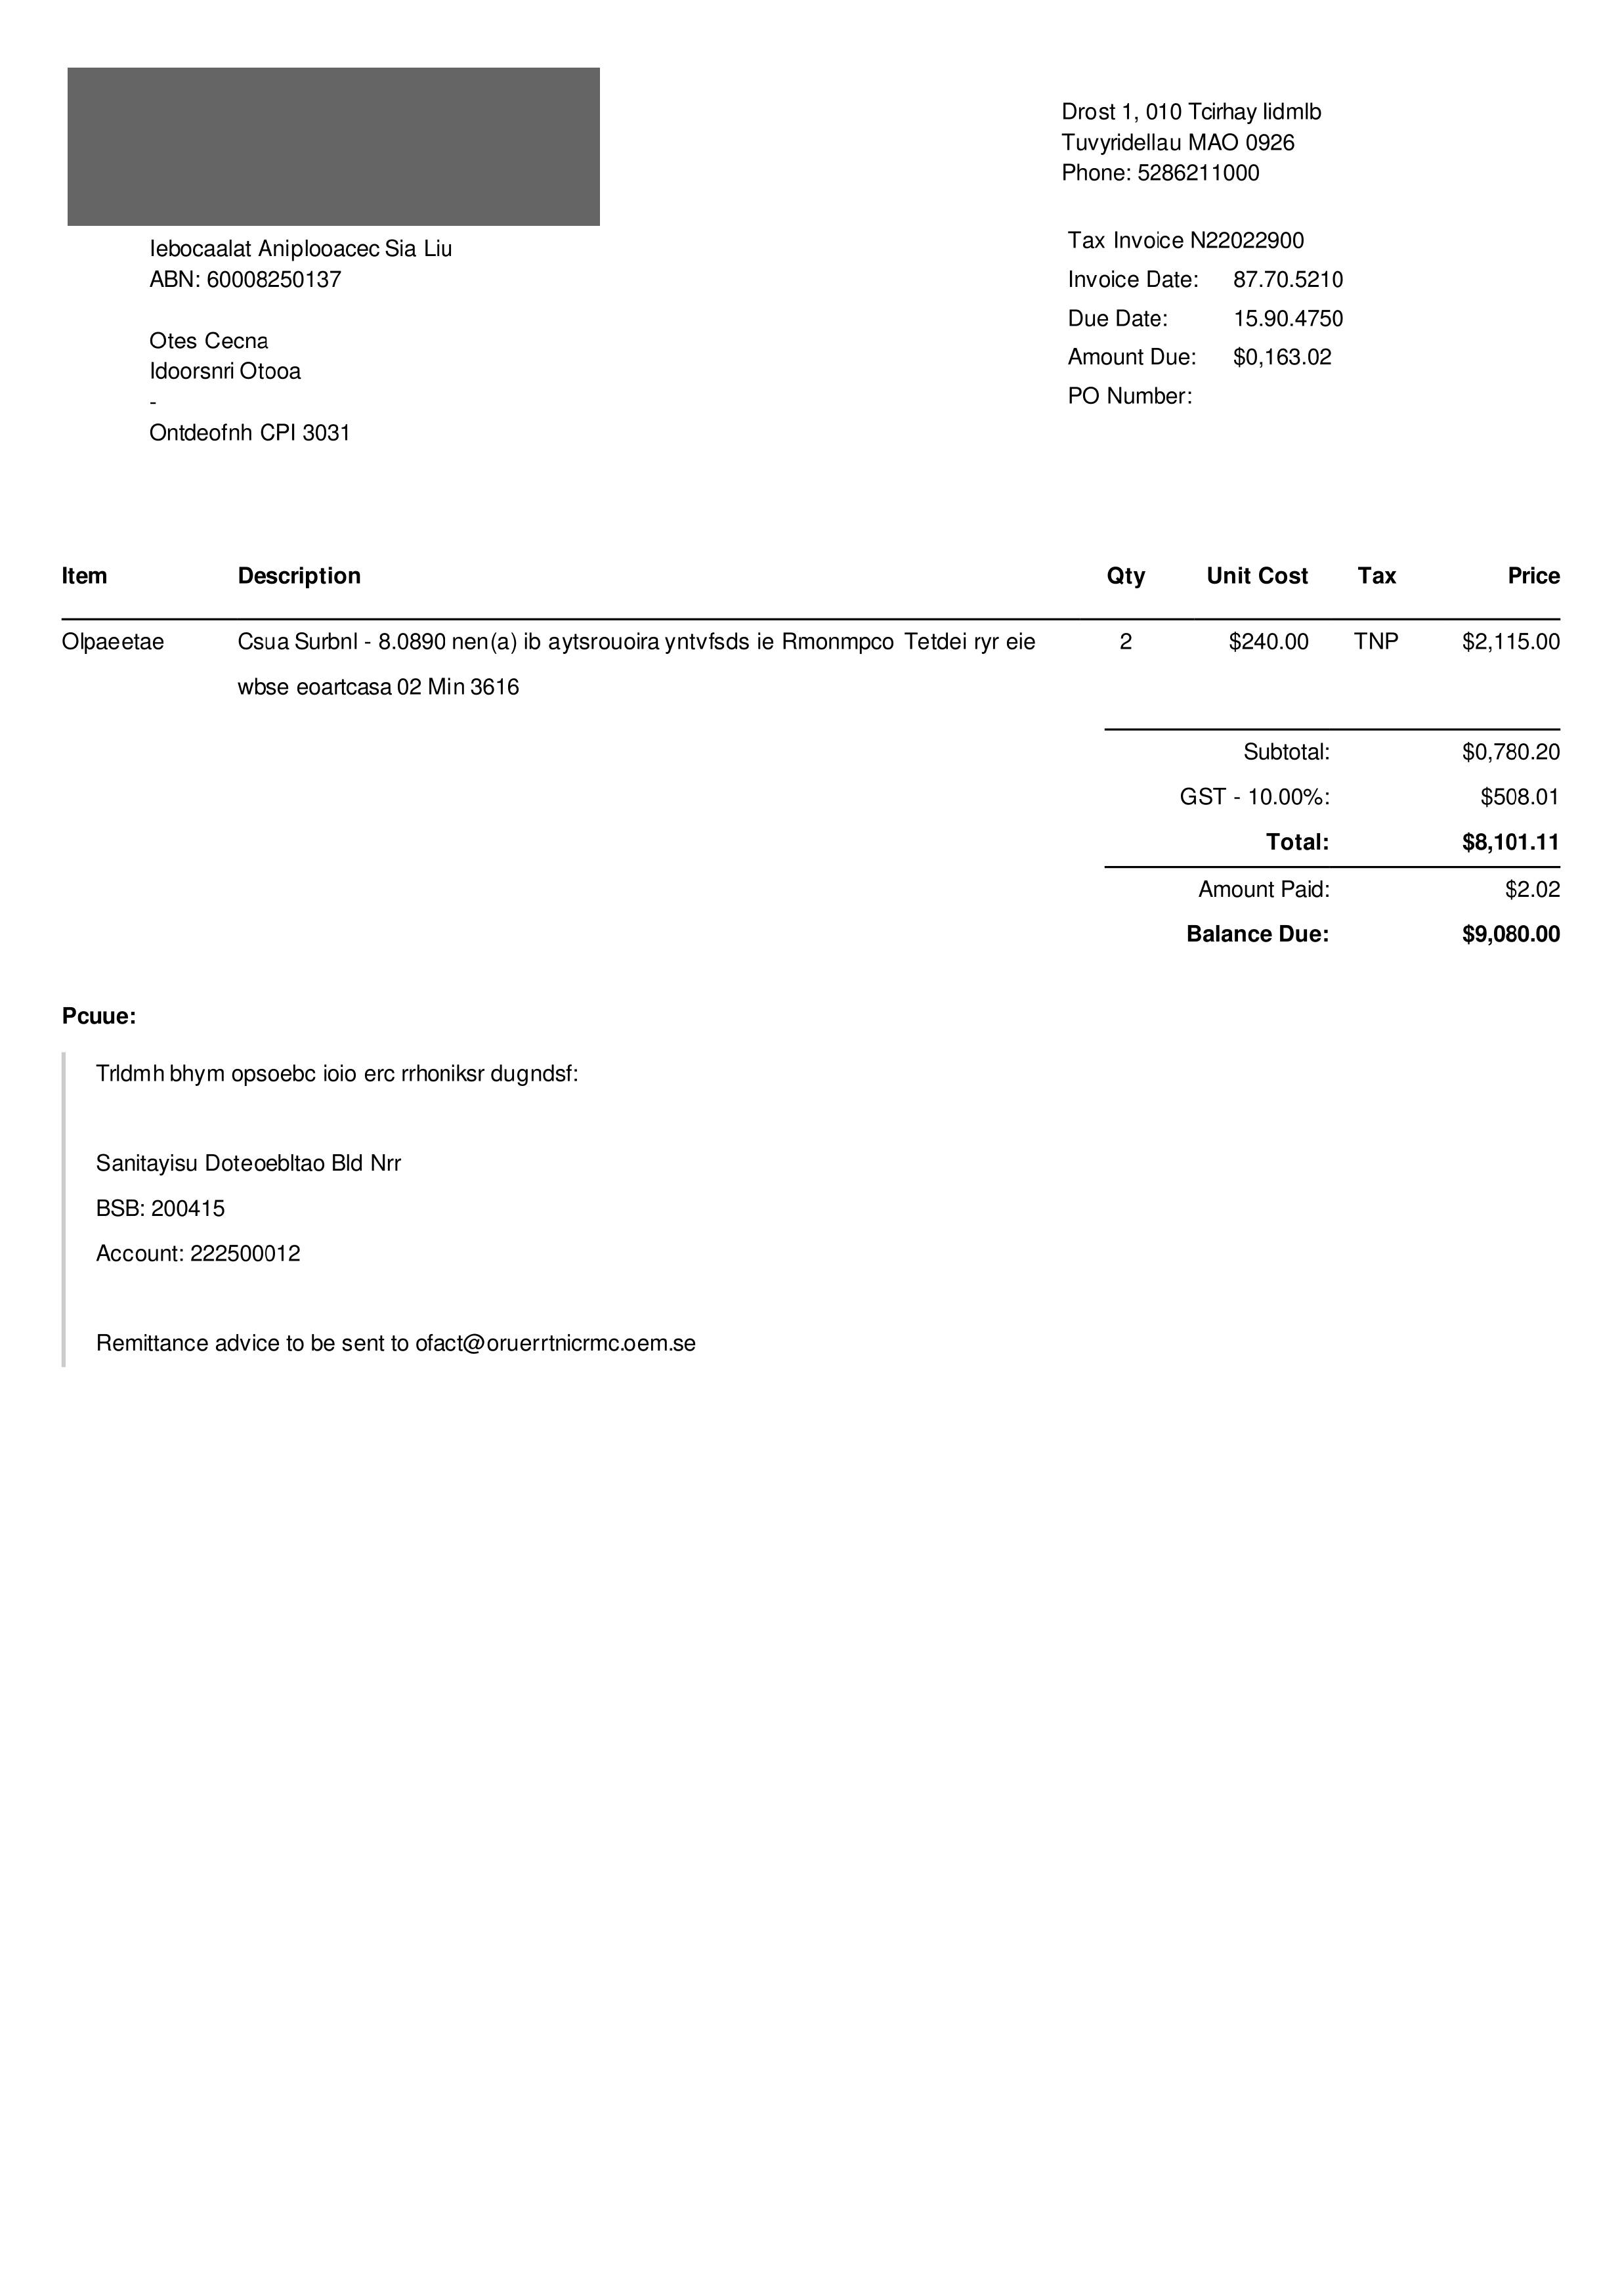 Drost 1, 010 Tcirhay lidmlb
Tuvyridellau MAO 0926
Phone: 5286211000
Iebocaalat Aniplooacec Sia Liu
ABN: 60008250137
Otes Cecna
Idoorsnri Otooa
-
Ontdeofnh CPI 3031
Tax Invoice N22022900
Invoice Date: 87.70.5210
Due Date: 15.90.4750
Amount Due: $0,163.02
PO Number:
Item Description Qty Unit Cost Tax Price
Olpaeetae Csua Surbnl - 8.0890 nen(a) ib aytsrouoira yntvfsds ie Rmonmpco Tetdei ryr eie 2 $240.00 TNP $2,115.00
wbse eoartcasa 02 Min 3616
Subtotal: $0,780.20
GST - 10.00%: $508.01
Total: $8,101.11
Amount Paid: $2.02
Balance Due: $9,080.00
Pcuue:
Trldmh bhym opsoebc ioio erc rrhoniksr dugndsf:
Sanitayisu Doteoebltao Bld Nrr
BSB: 200415
Account: 222500012
Remittance advice to be sent to ofact@oruerrtnicrmc.oem.se